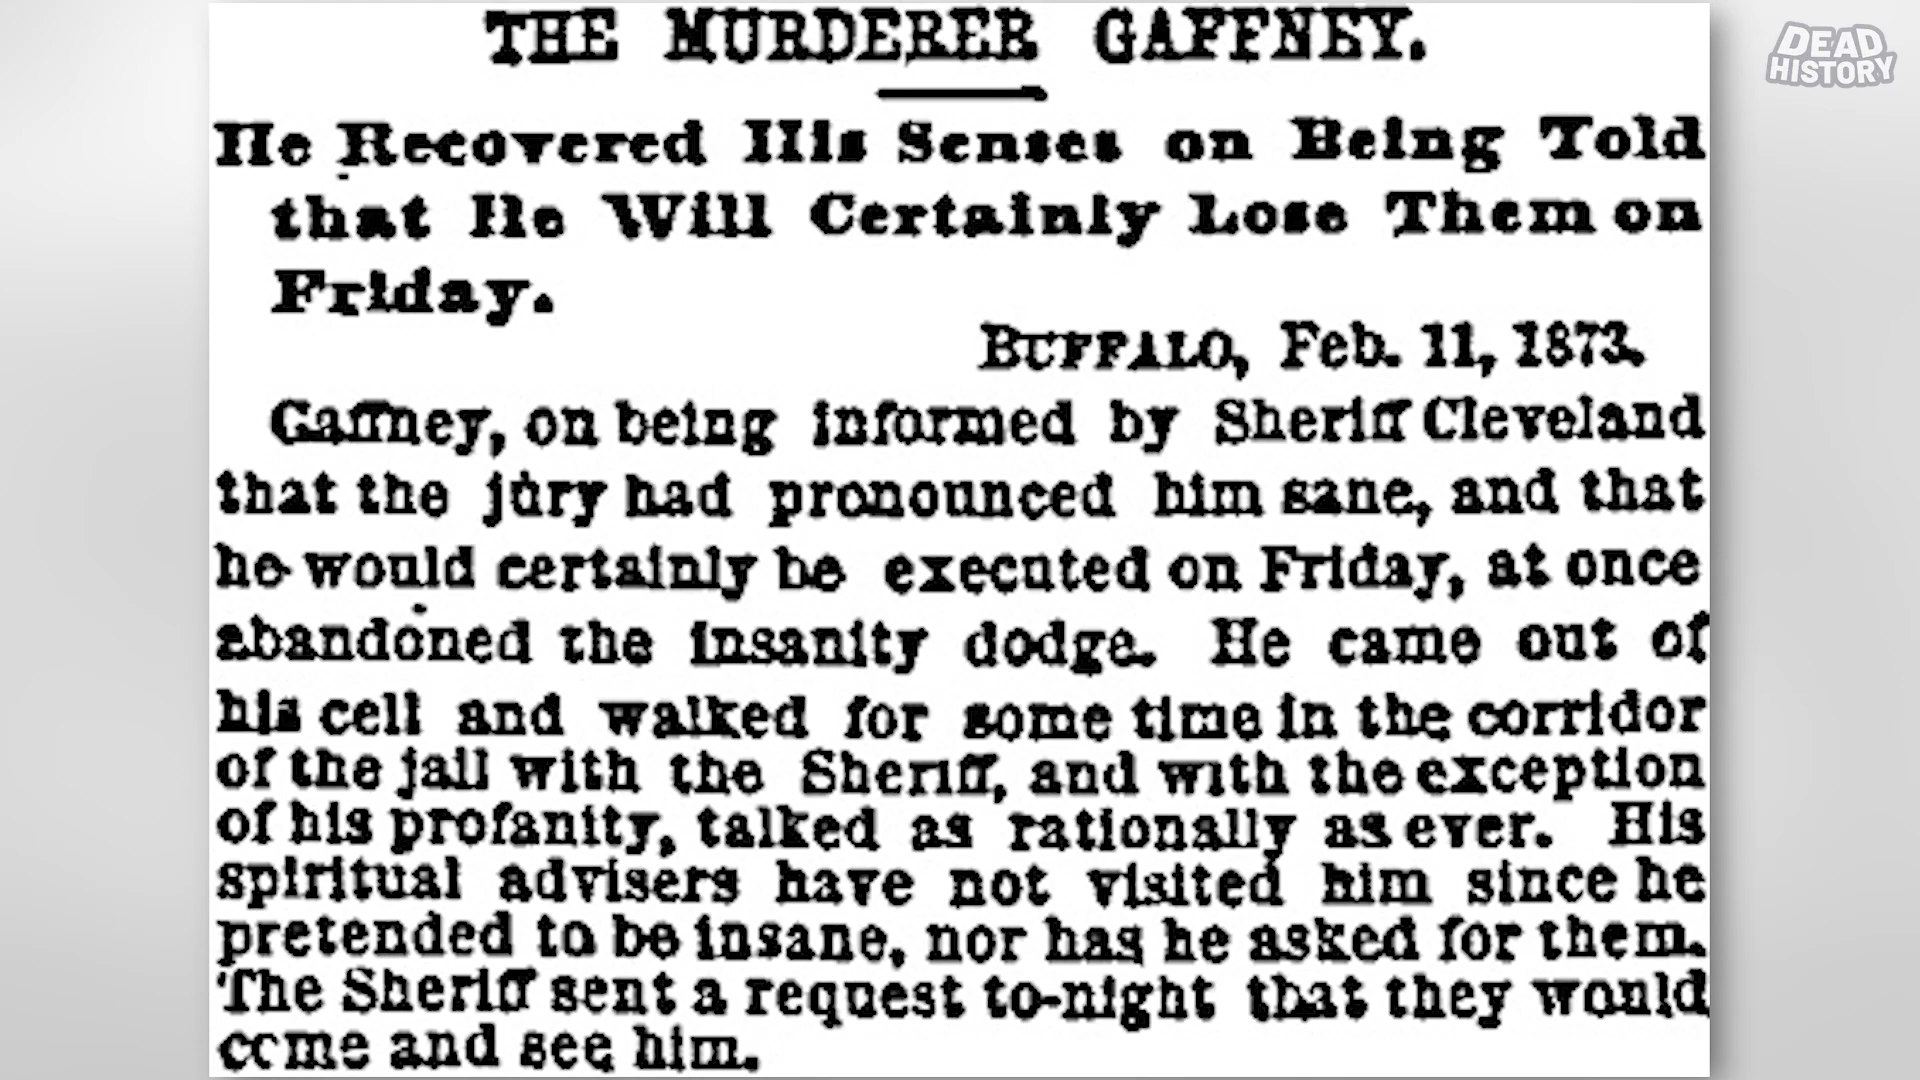 THE MURDERER GAFFNEY.
He Recovered His Senses on Being Told
that He Will Certainly Lose Them on
Friday.
BUFFALO, Feb. 11, 1873.
Gaffney, on being informed by Sheriff Cleveland
that the jury had pronounced him sane, and that
he would certainly be executed on Friday, at once
abandoned the insanity dodge. He came out of
his cell and walked for some time in the corridor
of the jail with the Sheriff, and with the exception
of his profanity, talked as rationally as ever. His
spiritual advisers have not visited him since he
pretended to be insane, nor has he asked for them.
The Sheriff sent a request to-night that they would
come and see him.
DEAD
HISTORY